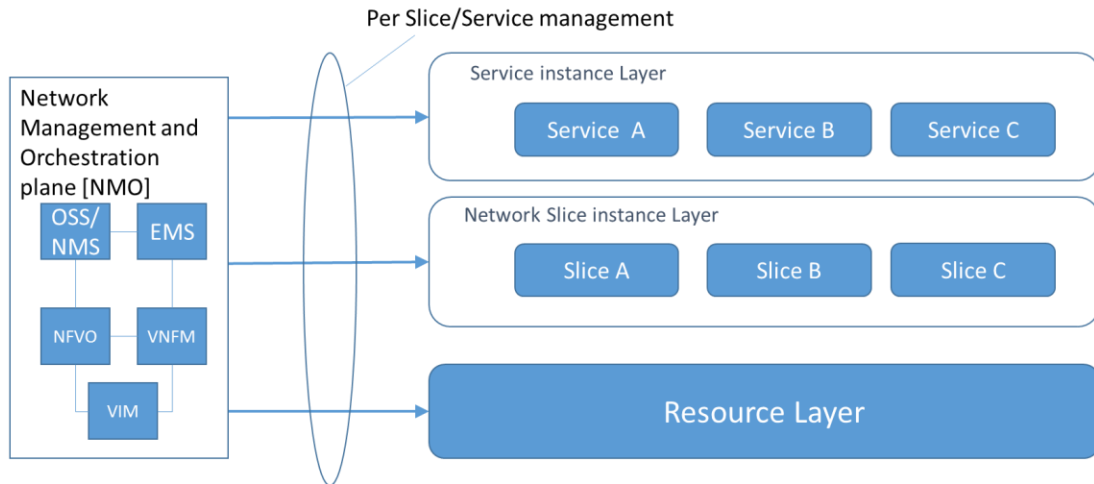 Per Slice/Service management
Network
Management and
Orchestration
plane [NMO]
OSS/
NMS
EMS
NFVO
VNFM
VIM
Service instance Layer
Service A
Service B
Service C
Network Slice instance Layer
Slice A
Slice B
Slice C
Resource Layer